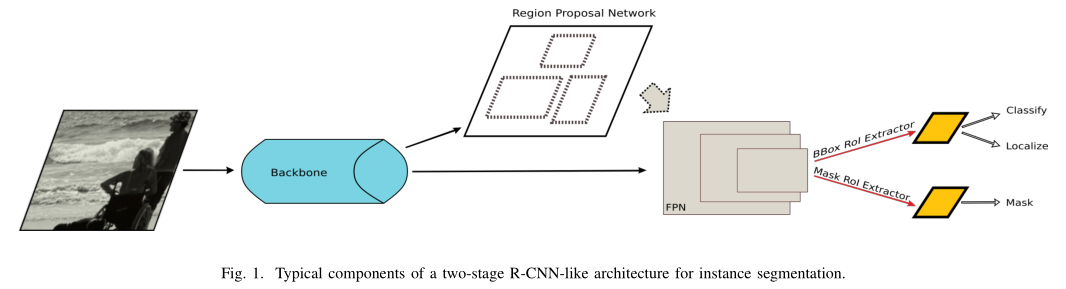 Region Proposal Network
Backbone
FPN
BBox RoI Extractor
Mask RoI Extractor
Classify
Localize
Mask
Fig. 1. Typical components of a two-stage R-CNN-like architecture for instance segmentation.